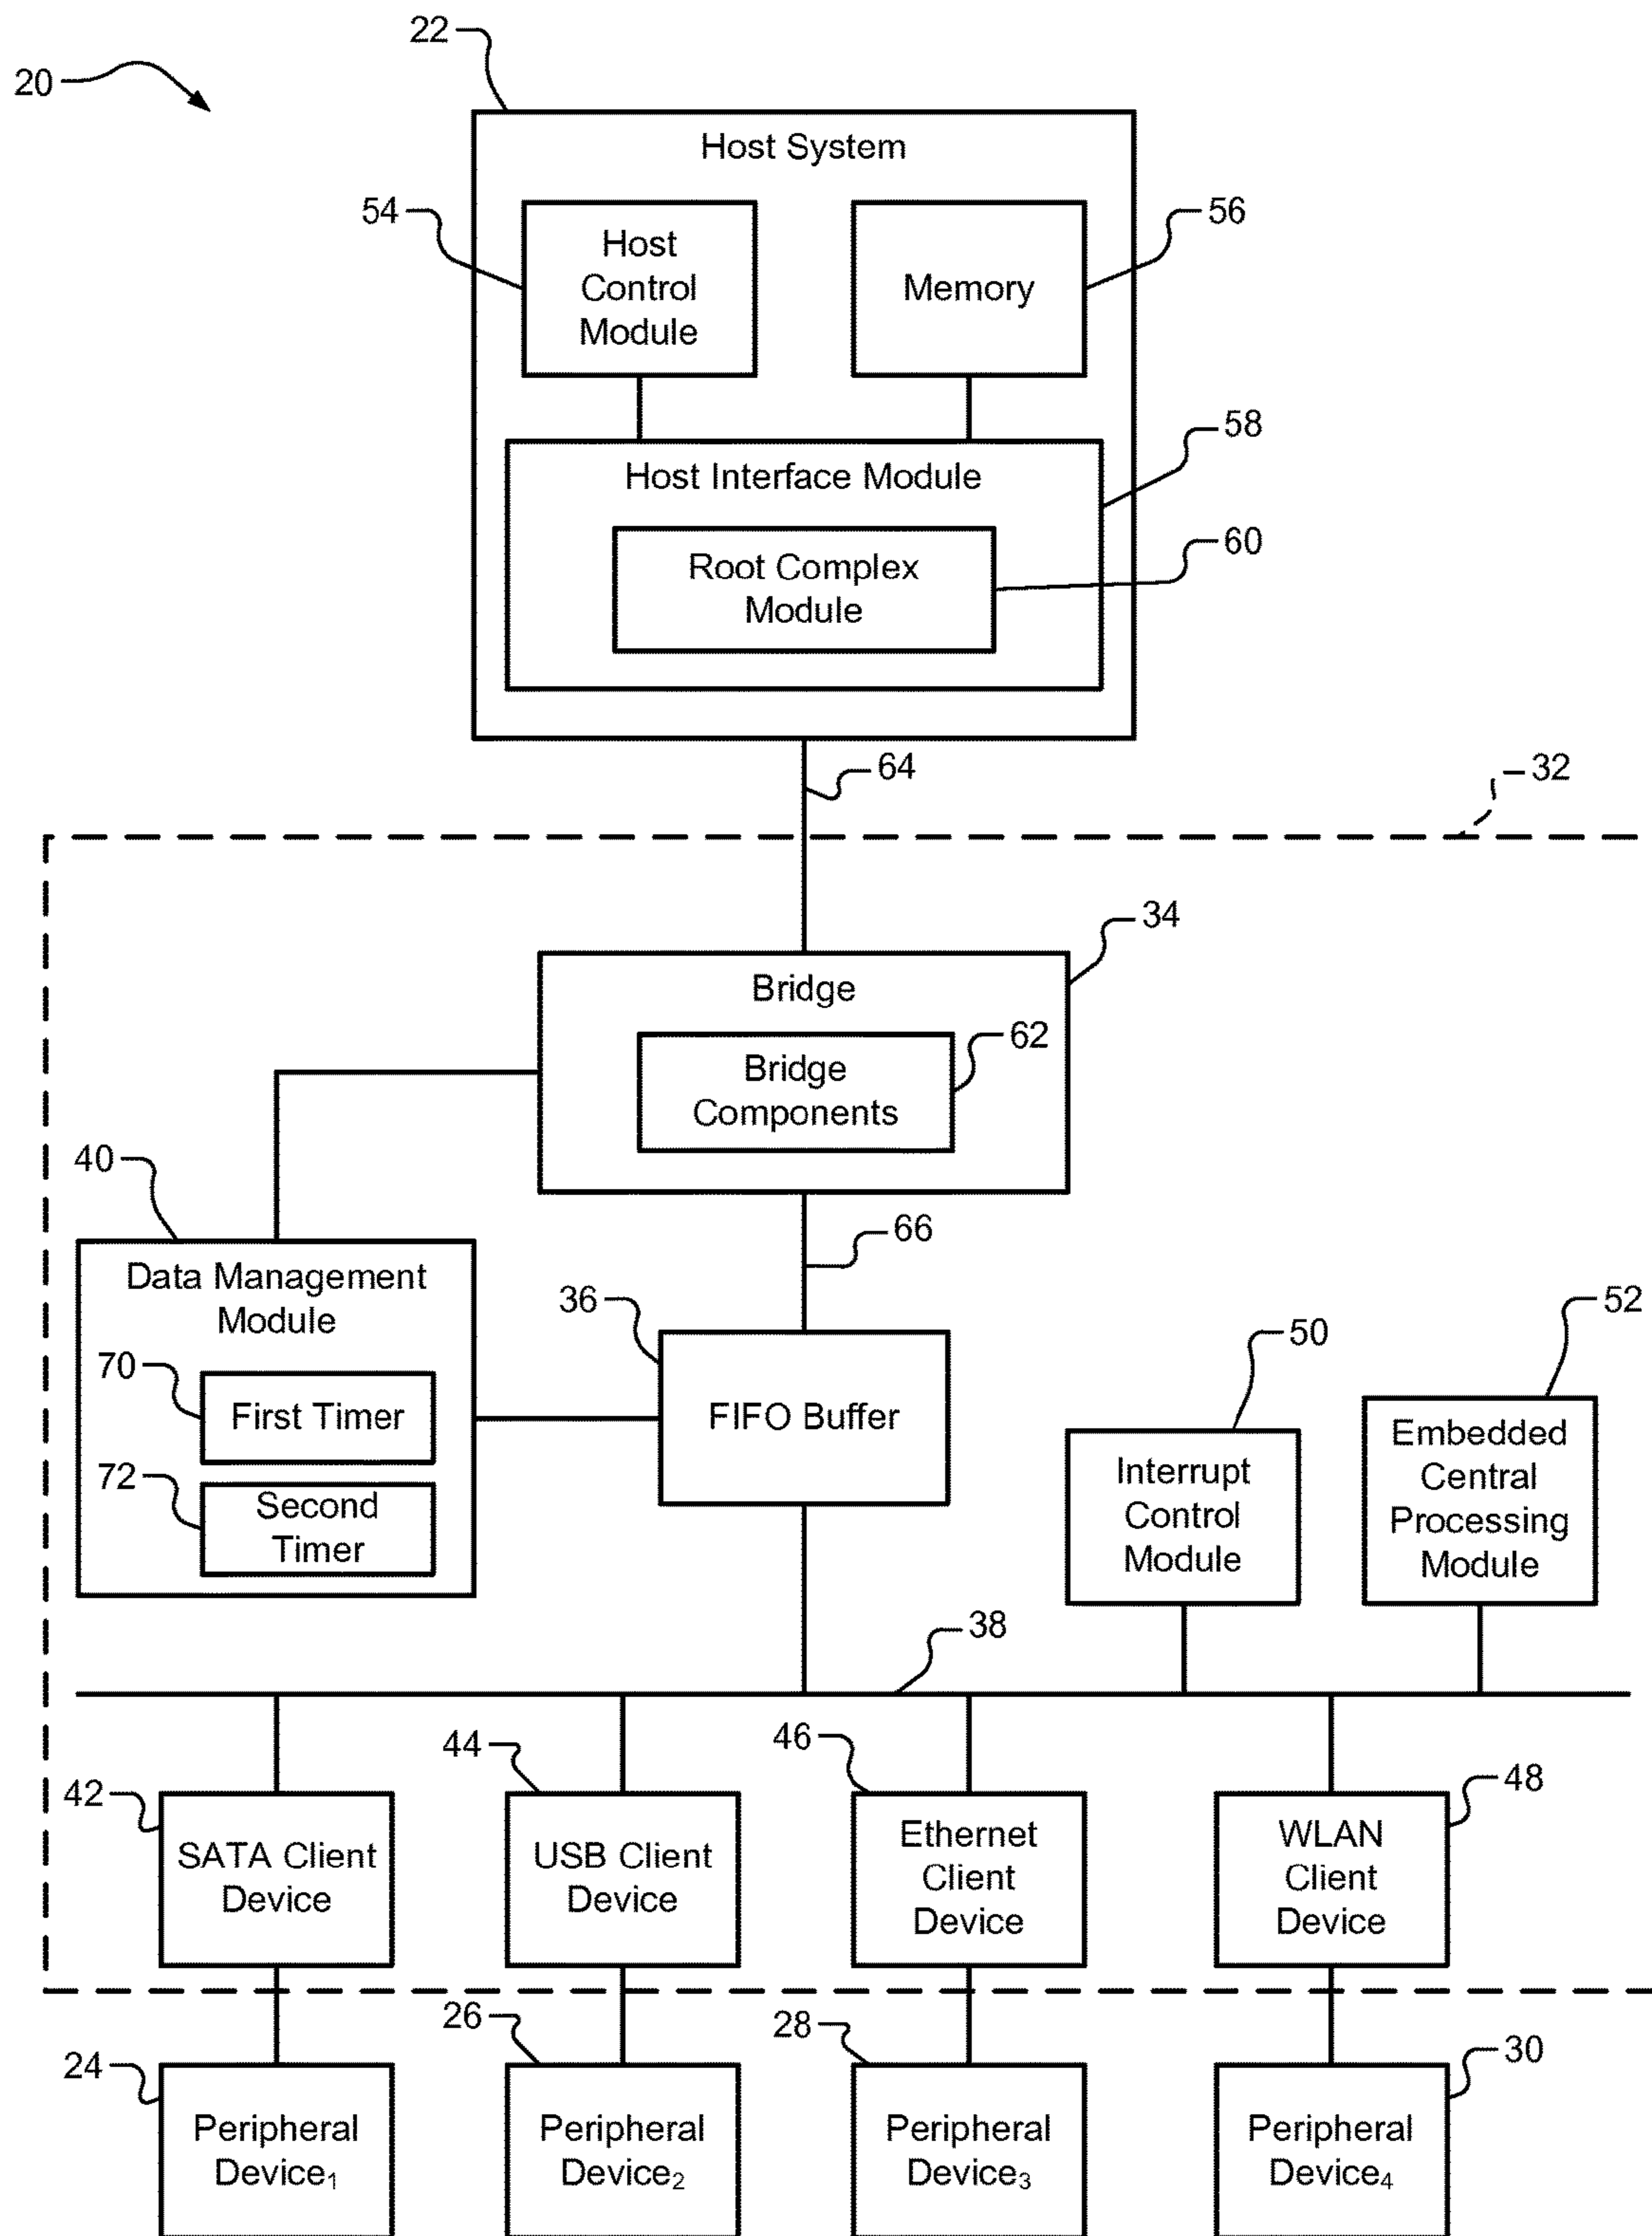 22
20
Host System
54
56
Host
Control
Module
Memory
58
Host Interface Module
60
Root Complex
Module
64
32
34
Bridge
62
Bridge
Components
40
66
Data Management
Module
36
52
50
70
First Timer
FIFO Buffer
Embedded
Central
Processing
Module
Interrupt
Control
Module
72
Second
Timer
38
44
46
42
48
SATA Client
Device
USB Client
Device
Ethernet
Client
Device
WLAN
Client
Device
26
28
24
30
Peripheral
Device₁
Peripheral
Device₂
Peripheral
Device₃
Peripheral
Device₄